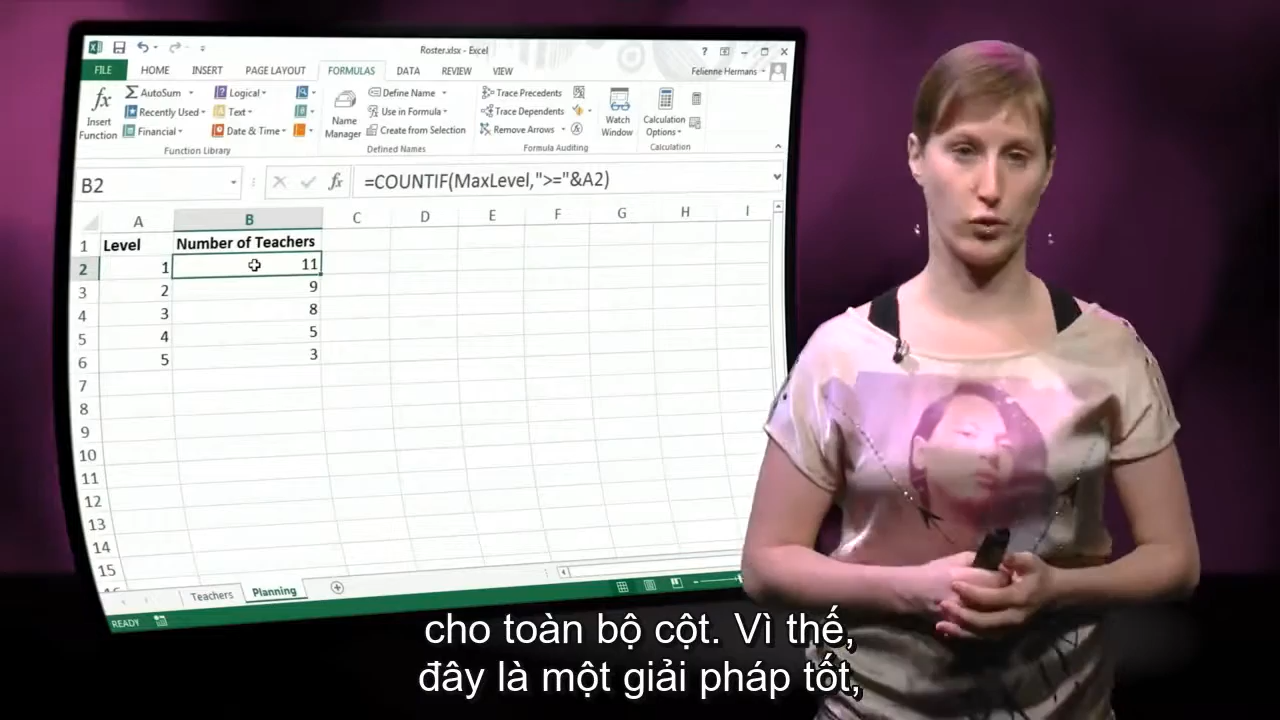 Roster.xlsx - Excel
FILE HOME INSERT PAGE LAYOUT FORMULAS DATA REVIEW VIEW Felienne Hermans
AutoSum Logical Define Name Trace Precedents
Recently Used Text Use in Formula Trace Dependents
Financial Date & Time Create from Selection Remove Arrows
fx Insert Function
Name Manager
Watch Window
Calculation Options
Function Library Defined Names Formula Auditing Calculation
B2 fx =COUNTIF(MaxLevel,">="&A2)
A B C D E F G H I
1 Level Number of Teachers
2 1 11
3 2 9
4 3 8
5 4 5
6 5 3
7
8
9
10
11
12
13
14
15
Teachers Planning
READY
cho toàn bộ cột. Vì thế,
đây là một giải pháp tốt,